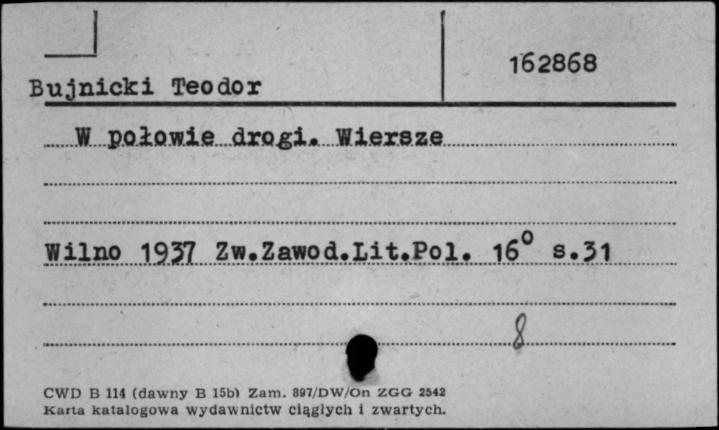 162868
Bujnicki Teodor
W połowie drogi. Wiersze
Wilno 1937 Zw.Zawod.Lit.Pol. 16° s.31
8
CWD B 114 (dawny B 15b) Zam. 897/DW/On ZGG 2542
Karta katalogowa wydawnictw ciągłych i zwartych.